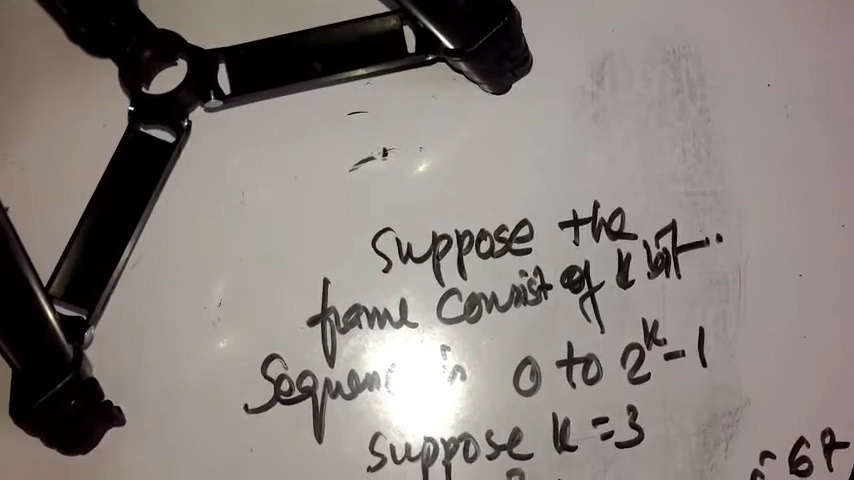 suppose the
frame consist of k bit
sequence is 0 to 2^k-1
suppose k = 3